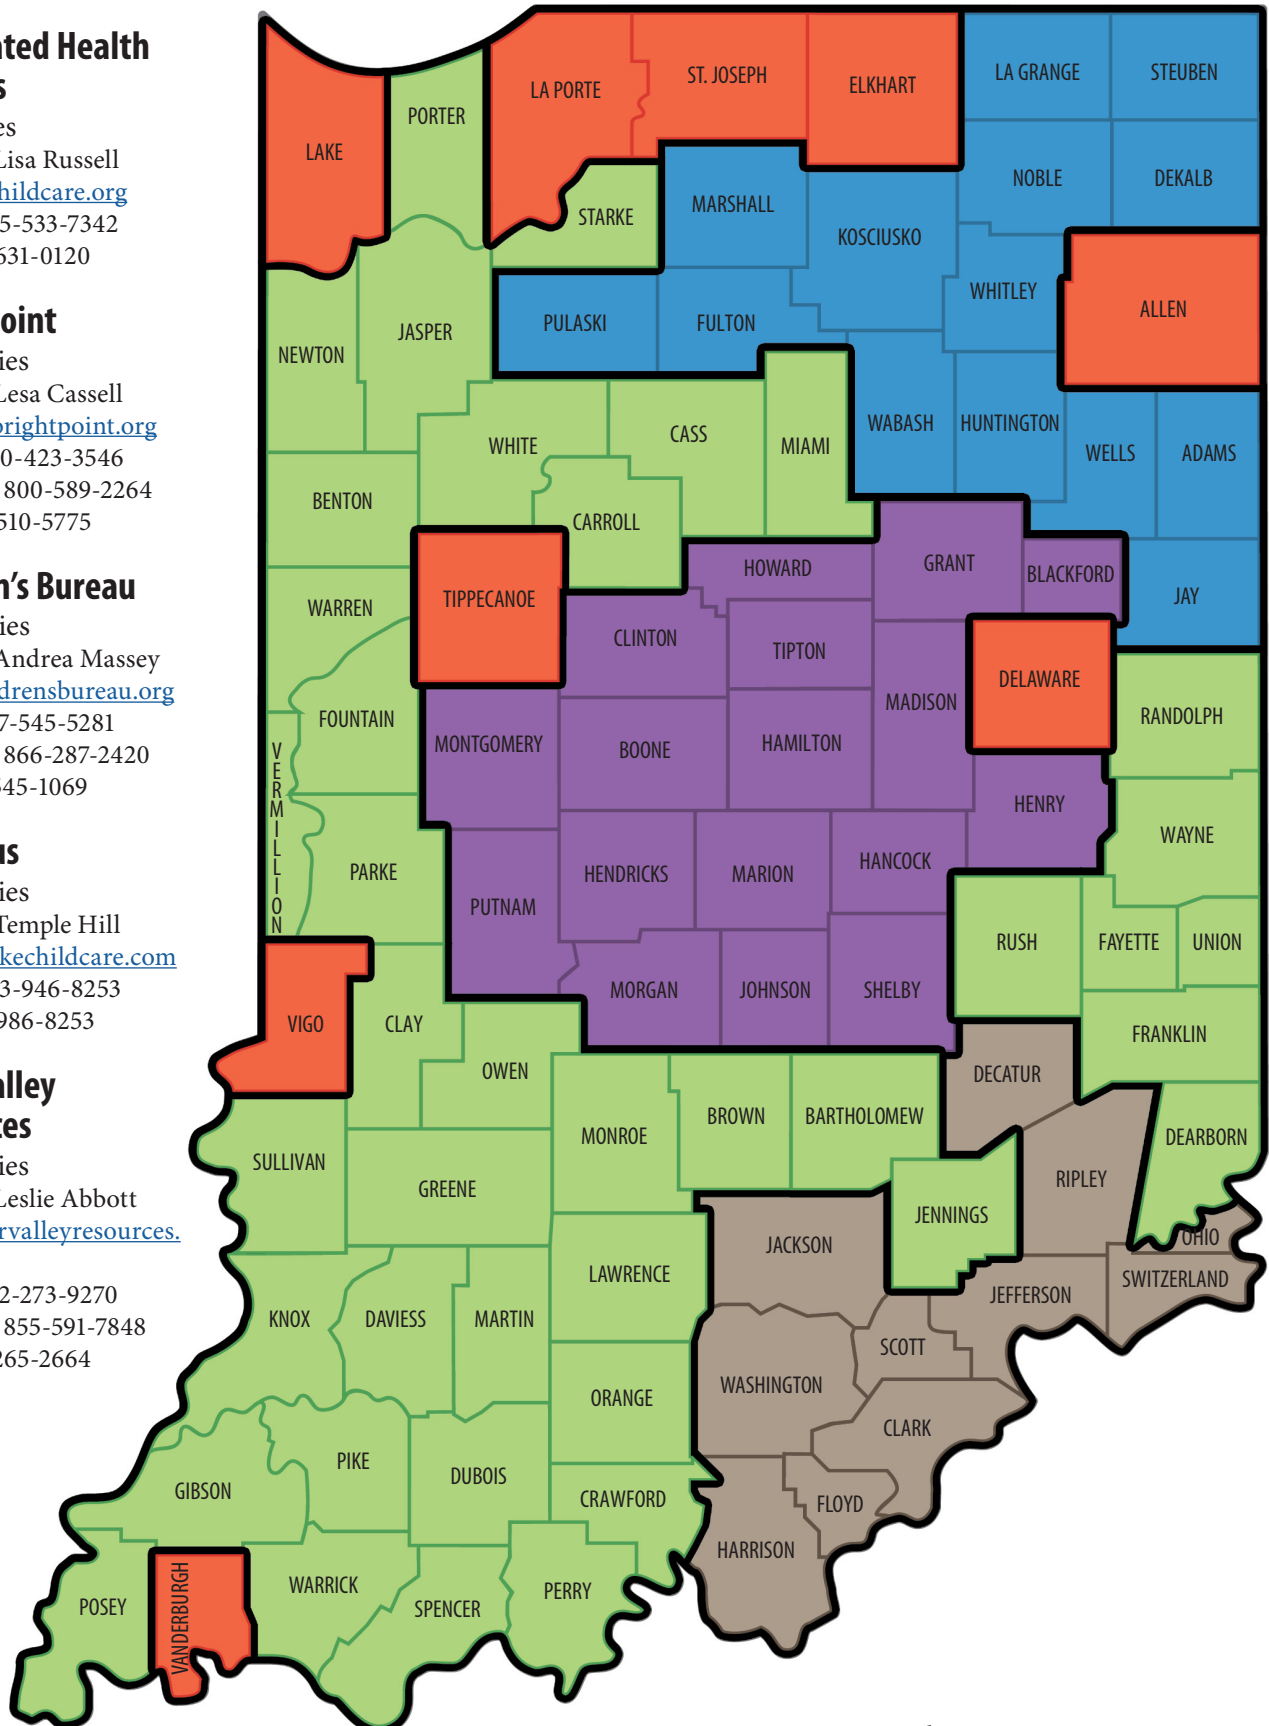 ated Health
s
es
Lisa Russell
childcare.org
5-533-7342
631-0120
oint
ies
Lesa Cassell
brightpoint.org
0-423-3546
800-589-2264
510-5775
n's Bureau
ies
Andrea Massey
drensbureau.org
7-545-5281
866-287-2420
545-1069
us
ies
Temple Hill
kechildcare.com
3-946-8253
986-8253
alley
ces
ies
Leslie Abbott
rvalleyresources.
2-273-9270
855-591-7848
265-2664
LAKE
PORTER
LA PORTE
ST. JOSEPH
ELKHART
LA GRANGE
STEUBEN
NOBLE
DEKALB
STARKE
MARSHALL
KOSCIUSKO
WHITLEY
ALLEN
NEWTON
JASPER
PULASKI
FULTON
WHITE
CASS
MIAMI
WABASH
HUNTINGTON
WELLS
ADAMS
BENTON
CARROLL
TIPPECANOE
HOWARD
GRANT
BLACKFORD
JAY
WARREN
CLINTON
TIPTON
MADISON
DELAWARE
RANDOLPH
FOUNTAIN
MONTGOMERY
BOONE
HAMILTON
HENRY
WAYNE
VERMILLION
PARKE
PUTNAM
HENDRICKS
MARION
HANCOCK
RUSH
FAYETTE
UNION
VIGO
CLAY
MORGAN
JOHNSON
SHELBY
FRANKLIN
OWEN
DECATUR
SULLIVAN
GREENE
MONROE
BROWN
BARTHOLOMEW
DEARBORN
RIPLEY
JENNINGS
OHIO
JACKSON
LAWRENCE
KNOX
DAVIESS
MARTIN
JEFFERSON
SWITZERLAND
SCOTT
WASHINGTON
ORANGE
CLARK
GIBSON
PIKE
DUBOIS
CRAWFORD
FLOYD
HARRISON
POSEY
VANDERBURGH
WARRICK
SPENCER
PERRY